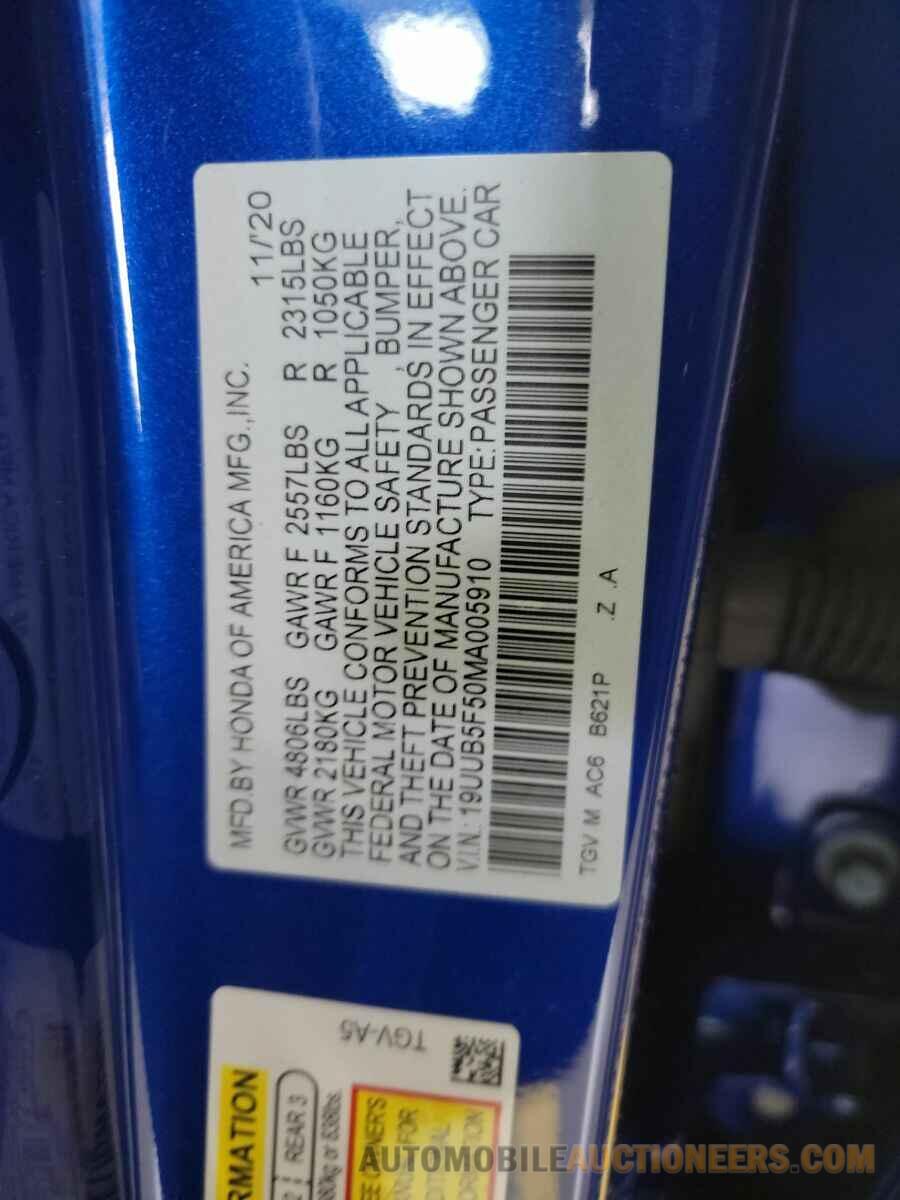 MFD.BY HONDA OF AMERICA MFG.,INC. 11/'20
GVWR 4806LBS GAWR F 2557LBS R 2315LBS
GVWR 2180KG GAWR F 1160KG R 1050KG
THIS VEHICLE CONFORMS TO ALL APPLICABLE
FEDERAL MOTOR VEHICLE SAFETY , BUMPER,
AND THEFT PREVENTION STANDARDS IN EFFECT
ON THE DATE OF MANUFACTURE SHOWN ABOVE.
V.I.N.: 19UUB5F50MA005910 TYPE:PASSENGER CAR
TGV M AC6 B621P .Z .A
TGV-A5
REAR 3
AUTOMOBILEAUCTIONEERS.COM